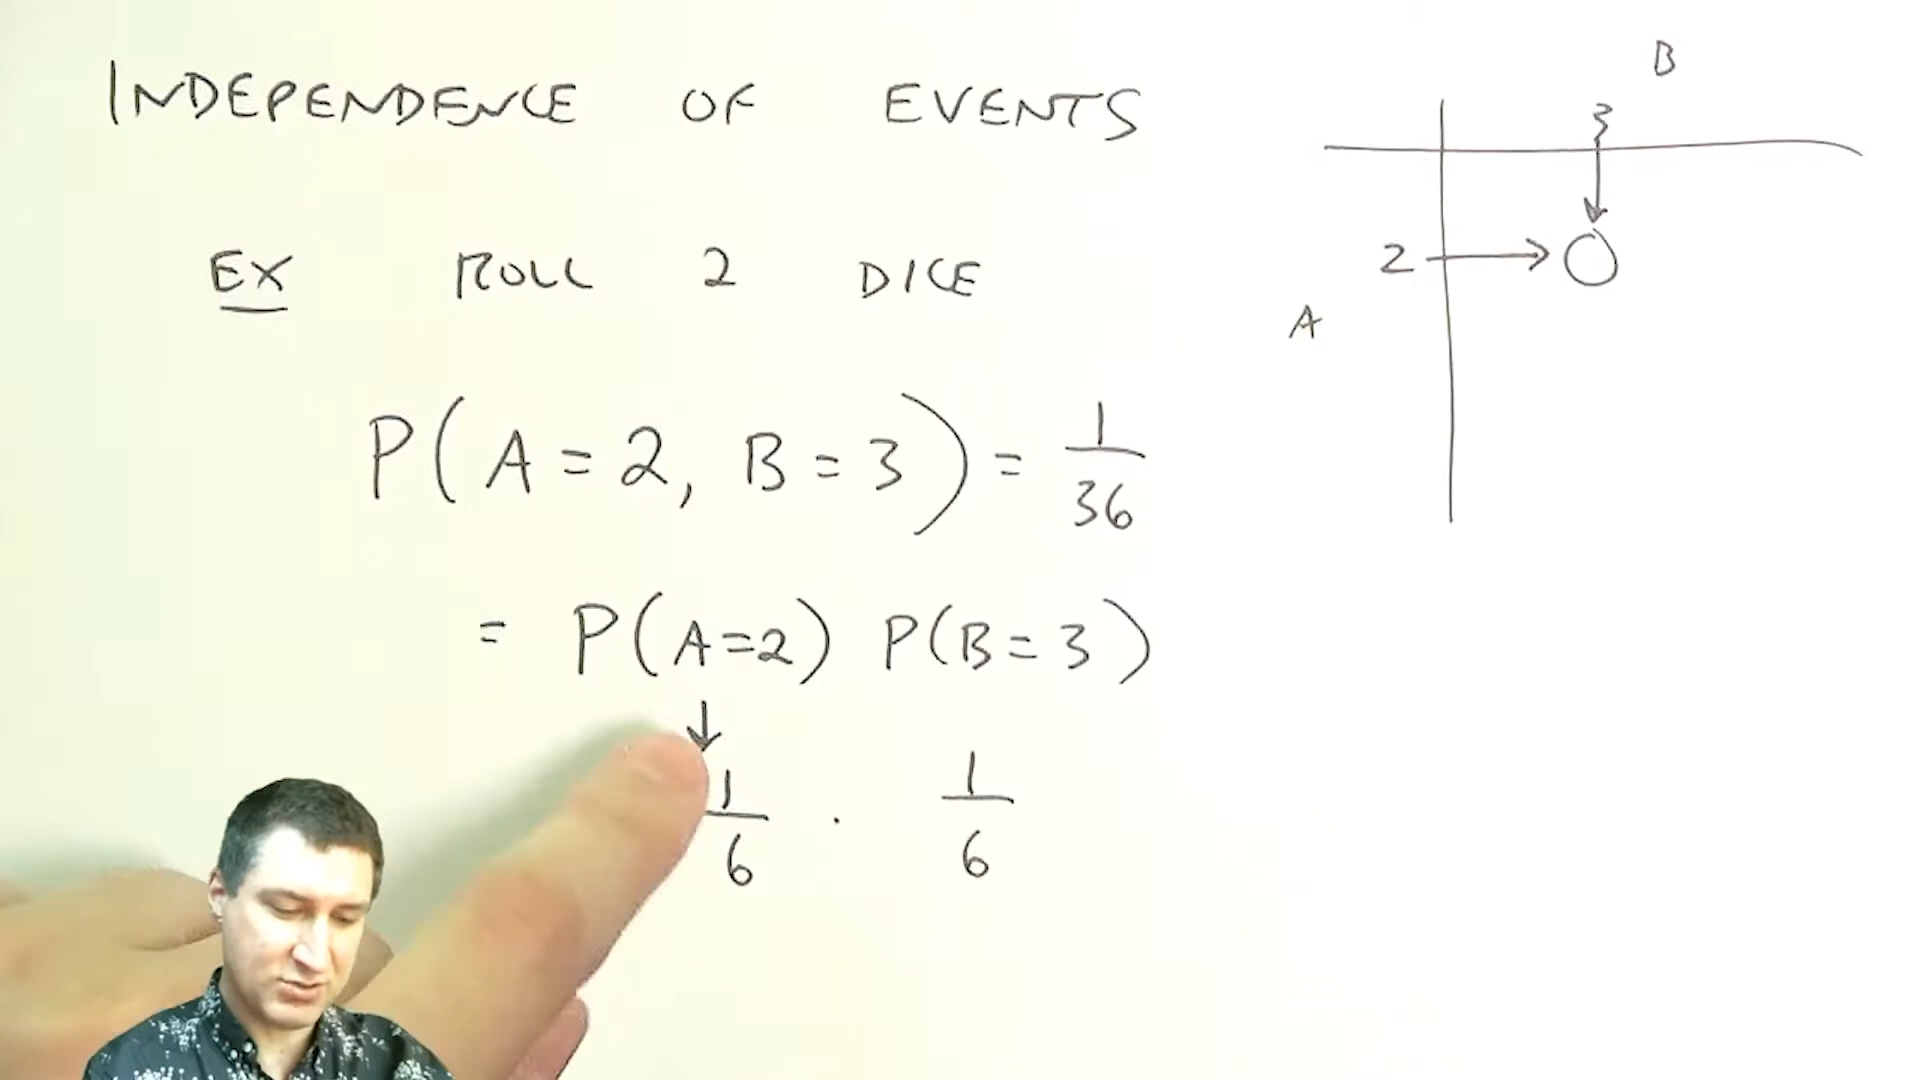 INDEPENDENCE OF EVENTS
EX ROLL 2 DICE
P(A=2, B=3) = 1/36
= P(A=2) P(B=3)
↓
1/6 · 1/6
B
3
2
A